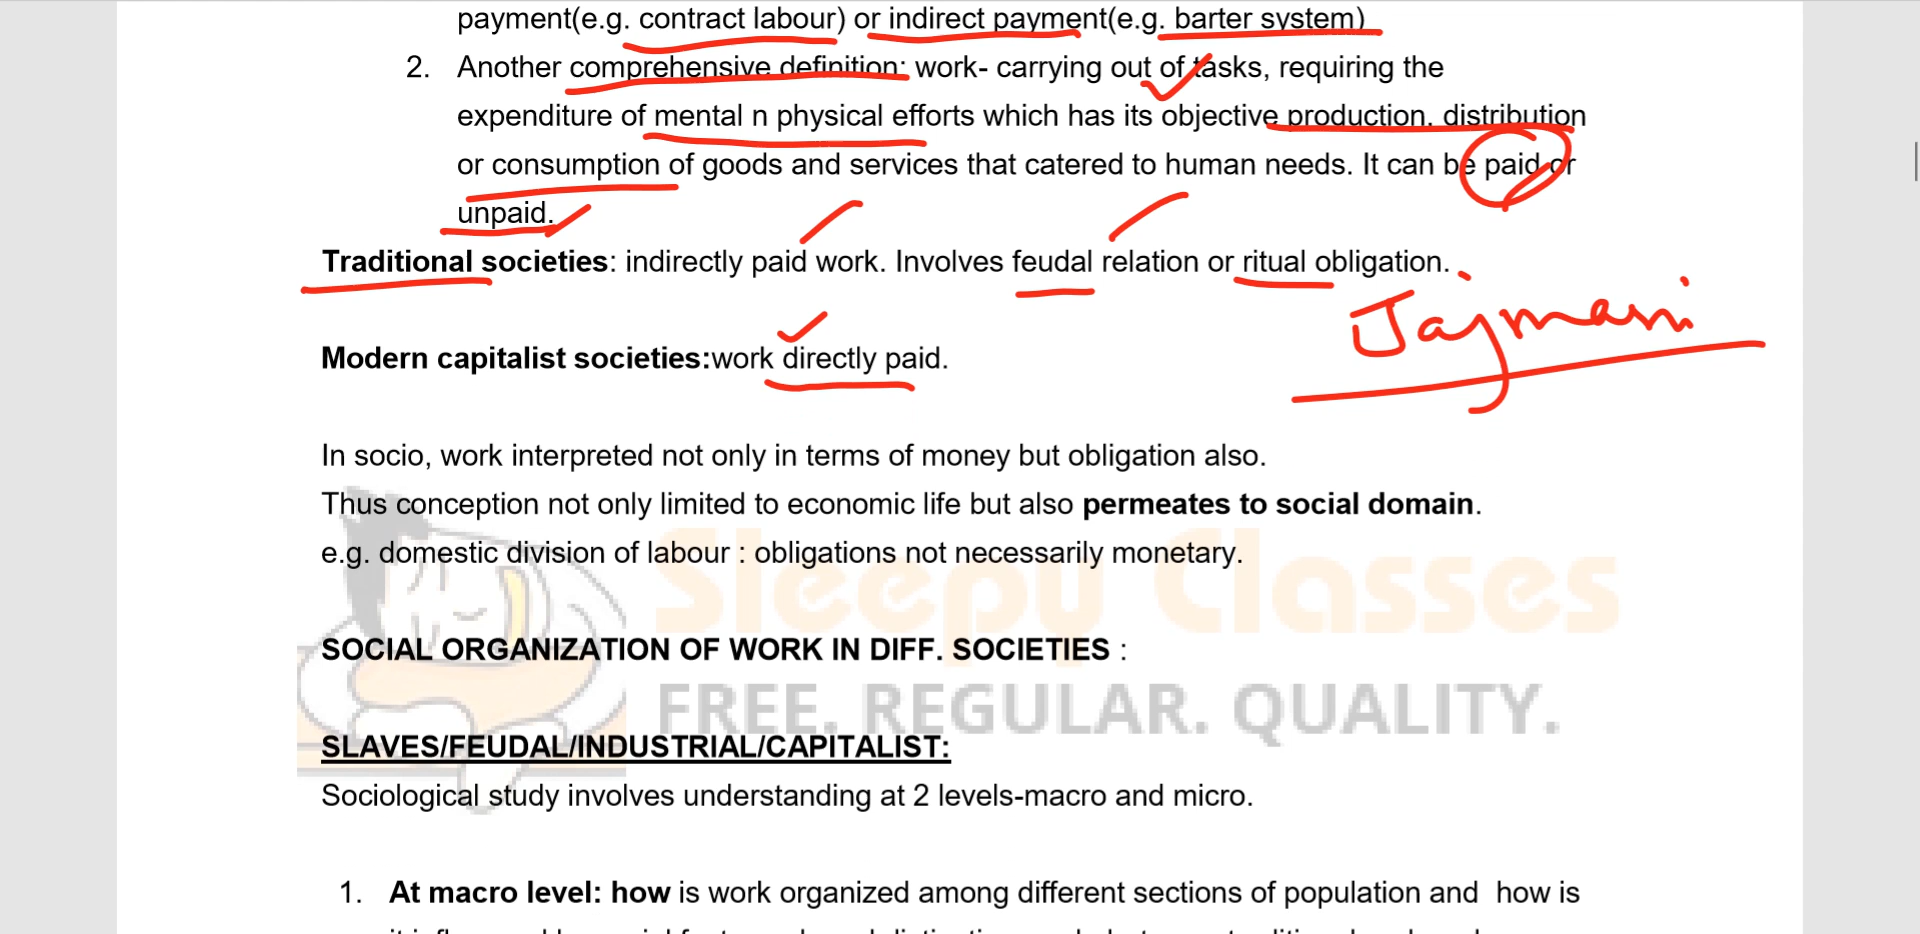 payment(e.g. contract labour) or indirect payment(e.g. barter system)
2. Another comprehensive definition: work- carrying out of tasks, requiring the
expenditure of mental n physical efforts which has its objective production, distribution
or consumption of goods and services that catered to human needs. It can be paid or
unpaid.
Traditional societies: indirectly paid work. Involves feudal relation or ritual obligation.
Jajmani
Modern capitalist societies:work directly paid.
In socio, work interpreted not only in terms of money but obligation also.
Thus conception not only limited to economic life but also permeates to social domain.
e.g. domestic division of labour : obligations not necessarily monetary.
Sleepy Classes
SOCIAL ORGANIZATION OF WORK IN DIFF. SOCIETIES :
FREE. REGULAR. QUALITY.
SLAVES/FEUDAL/INDUSTRIAL/CAPITALIST:
Sociological study involves understanding at 2 levels-macro and micro.
1. At macro level: how is work organized among different sections of population and how is